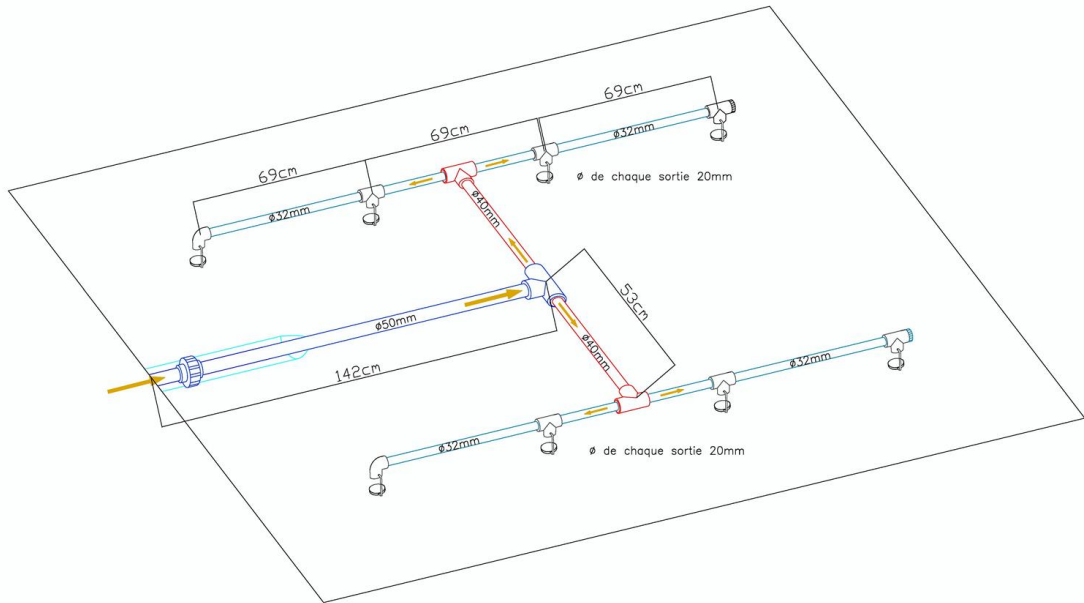 69cm
69cm
69cm
ø32mm
ø32mm
ø de chaque sortie 20mm
ø40mm
53cm
ø50mm
ø40mm
142cm
ø32mm
ø32mm
ø de chaque sortie 20mm